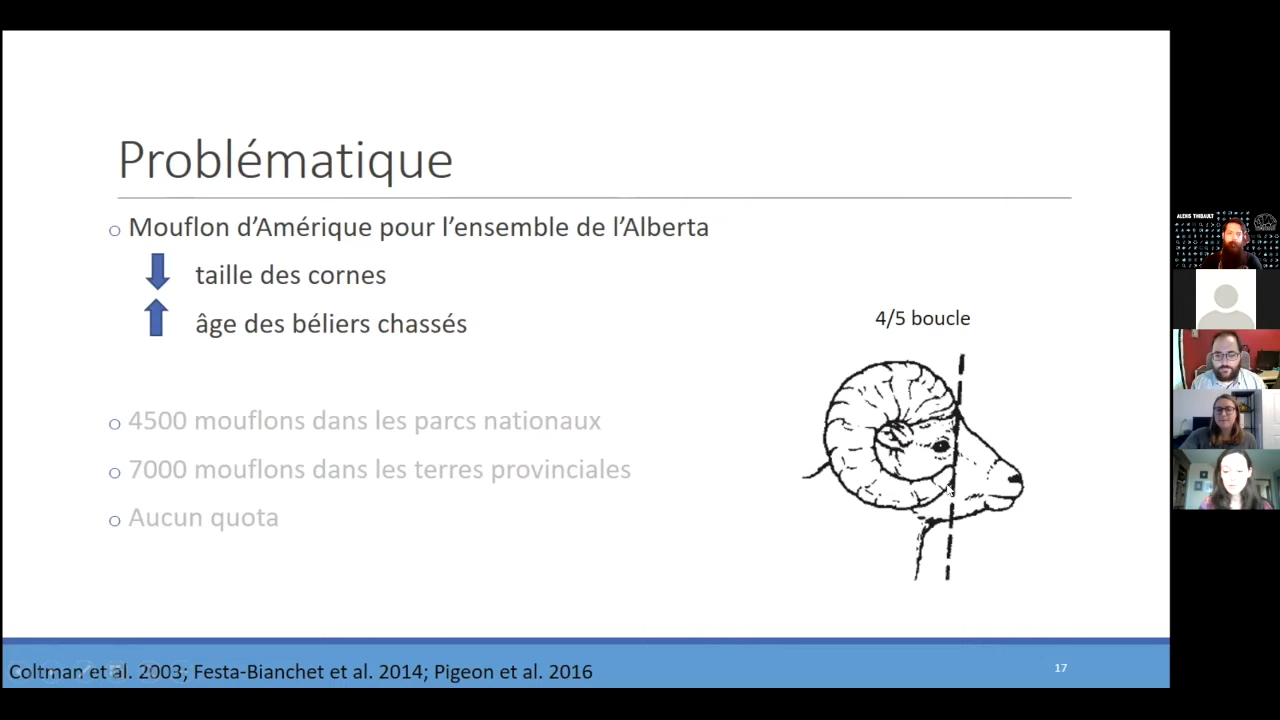 Problématique
Mouflon d'Amérique pour l'ensemble de l'Alberta
taille des cornes
âge des béliers chassés
4/5 boucle
4500 mouflons dans les parcs nationaux
7000 mouflons dans les terres provinciales
Aucun quota
Coltman et al. 2003; Festa-Bianchet et al. 2014; Pigeon et al. 2016
17
ALEXIS THIBAULT